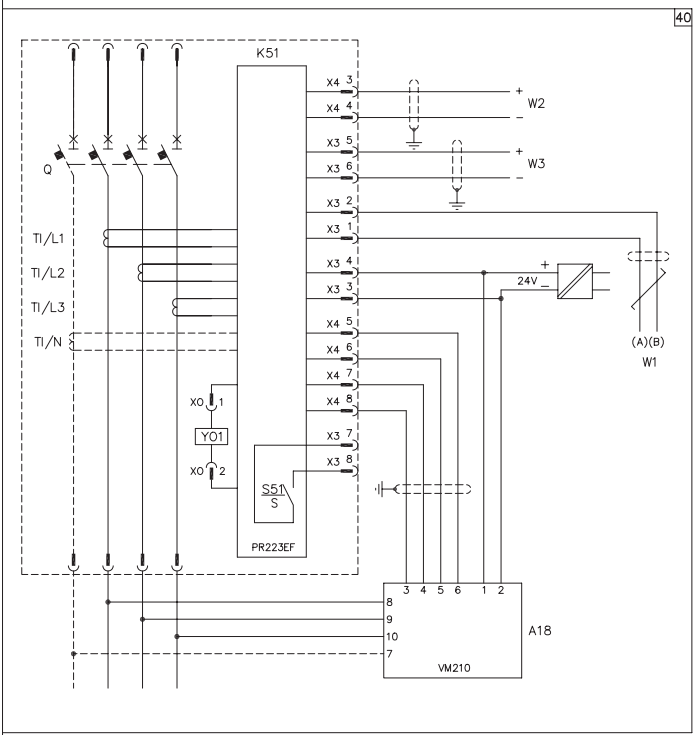 40
K51
X4 3
+
W2
X4 4
−
X3 5
+
W3
X3 6
−
Q
X3 2
TI/L1
X3 1
TI/L2
X3 4
+
24V
X3 3
−
TI/L3
X4 5
TI/N
(A)(B)
X4 6
W1
X4 7
X4 8
X0 1
Y01
X3 7
X0 2
X3 8
S51
S
PR223EF
3 4 5 6 1 2
8
9
A18
10
7
VM210